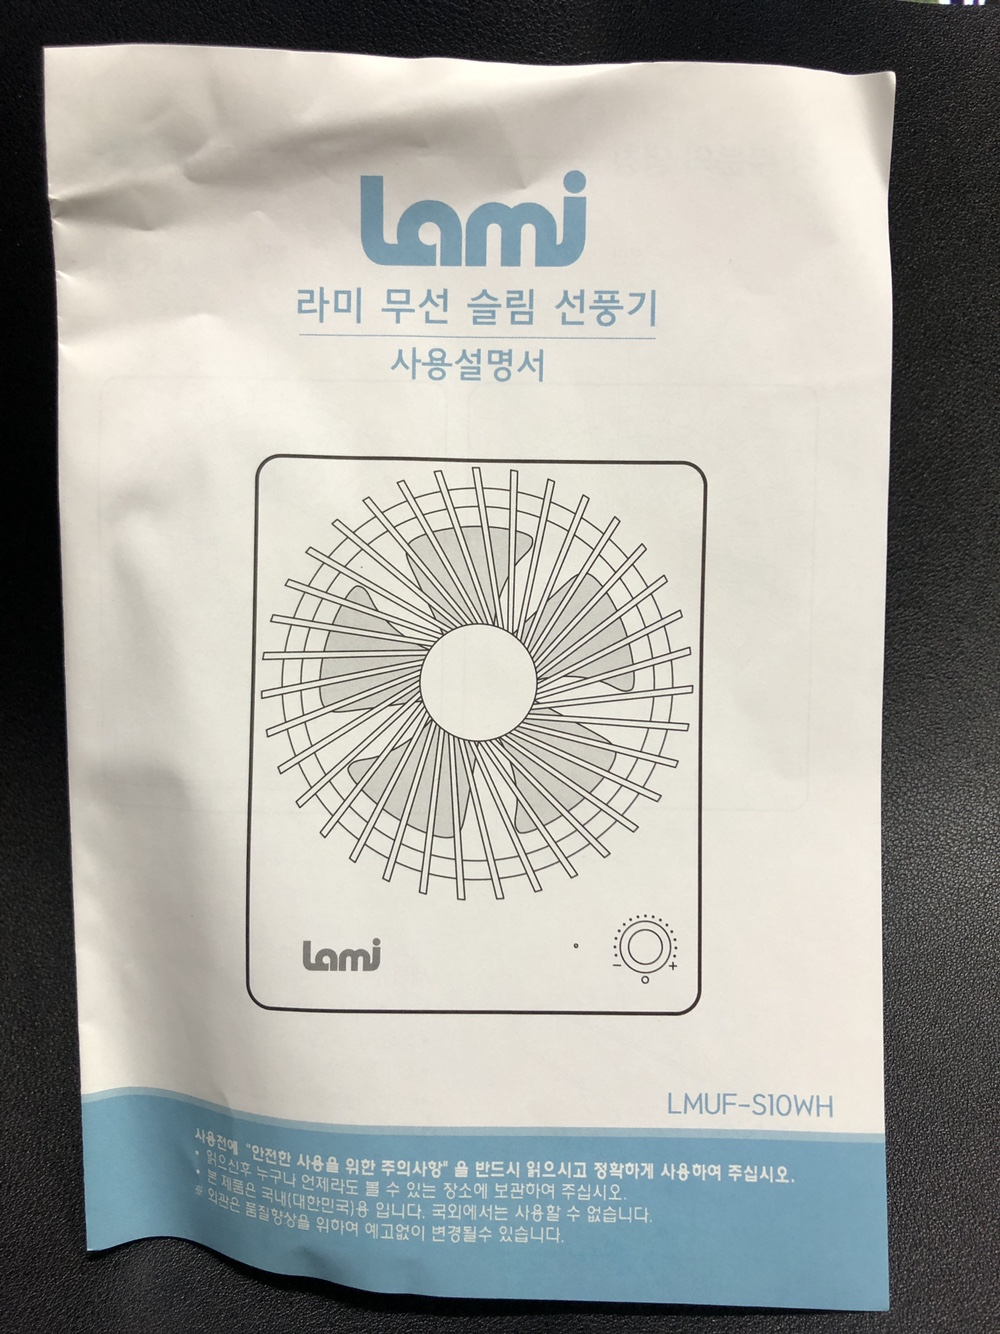 Lami
라미 무선 슬림 선풍기
사용설명서
Lami
- +
LMUF-S10WH
사용전에 "안전한 사용을 위한 주의사항" 을 반드시 읽으시고 정확하게 사용하여 주십시오.
• 읽으신후 누구나 언제라도 볼 수 있는 장소에 보관하여 주십시오.
• 본 제품은 국내(대한민국)용 입니다. 국외에서는 사용할 수 없습니다.
※ 외관은 품질향상을 위하여 예고없이 변경될수 있습니다.